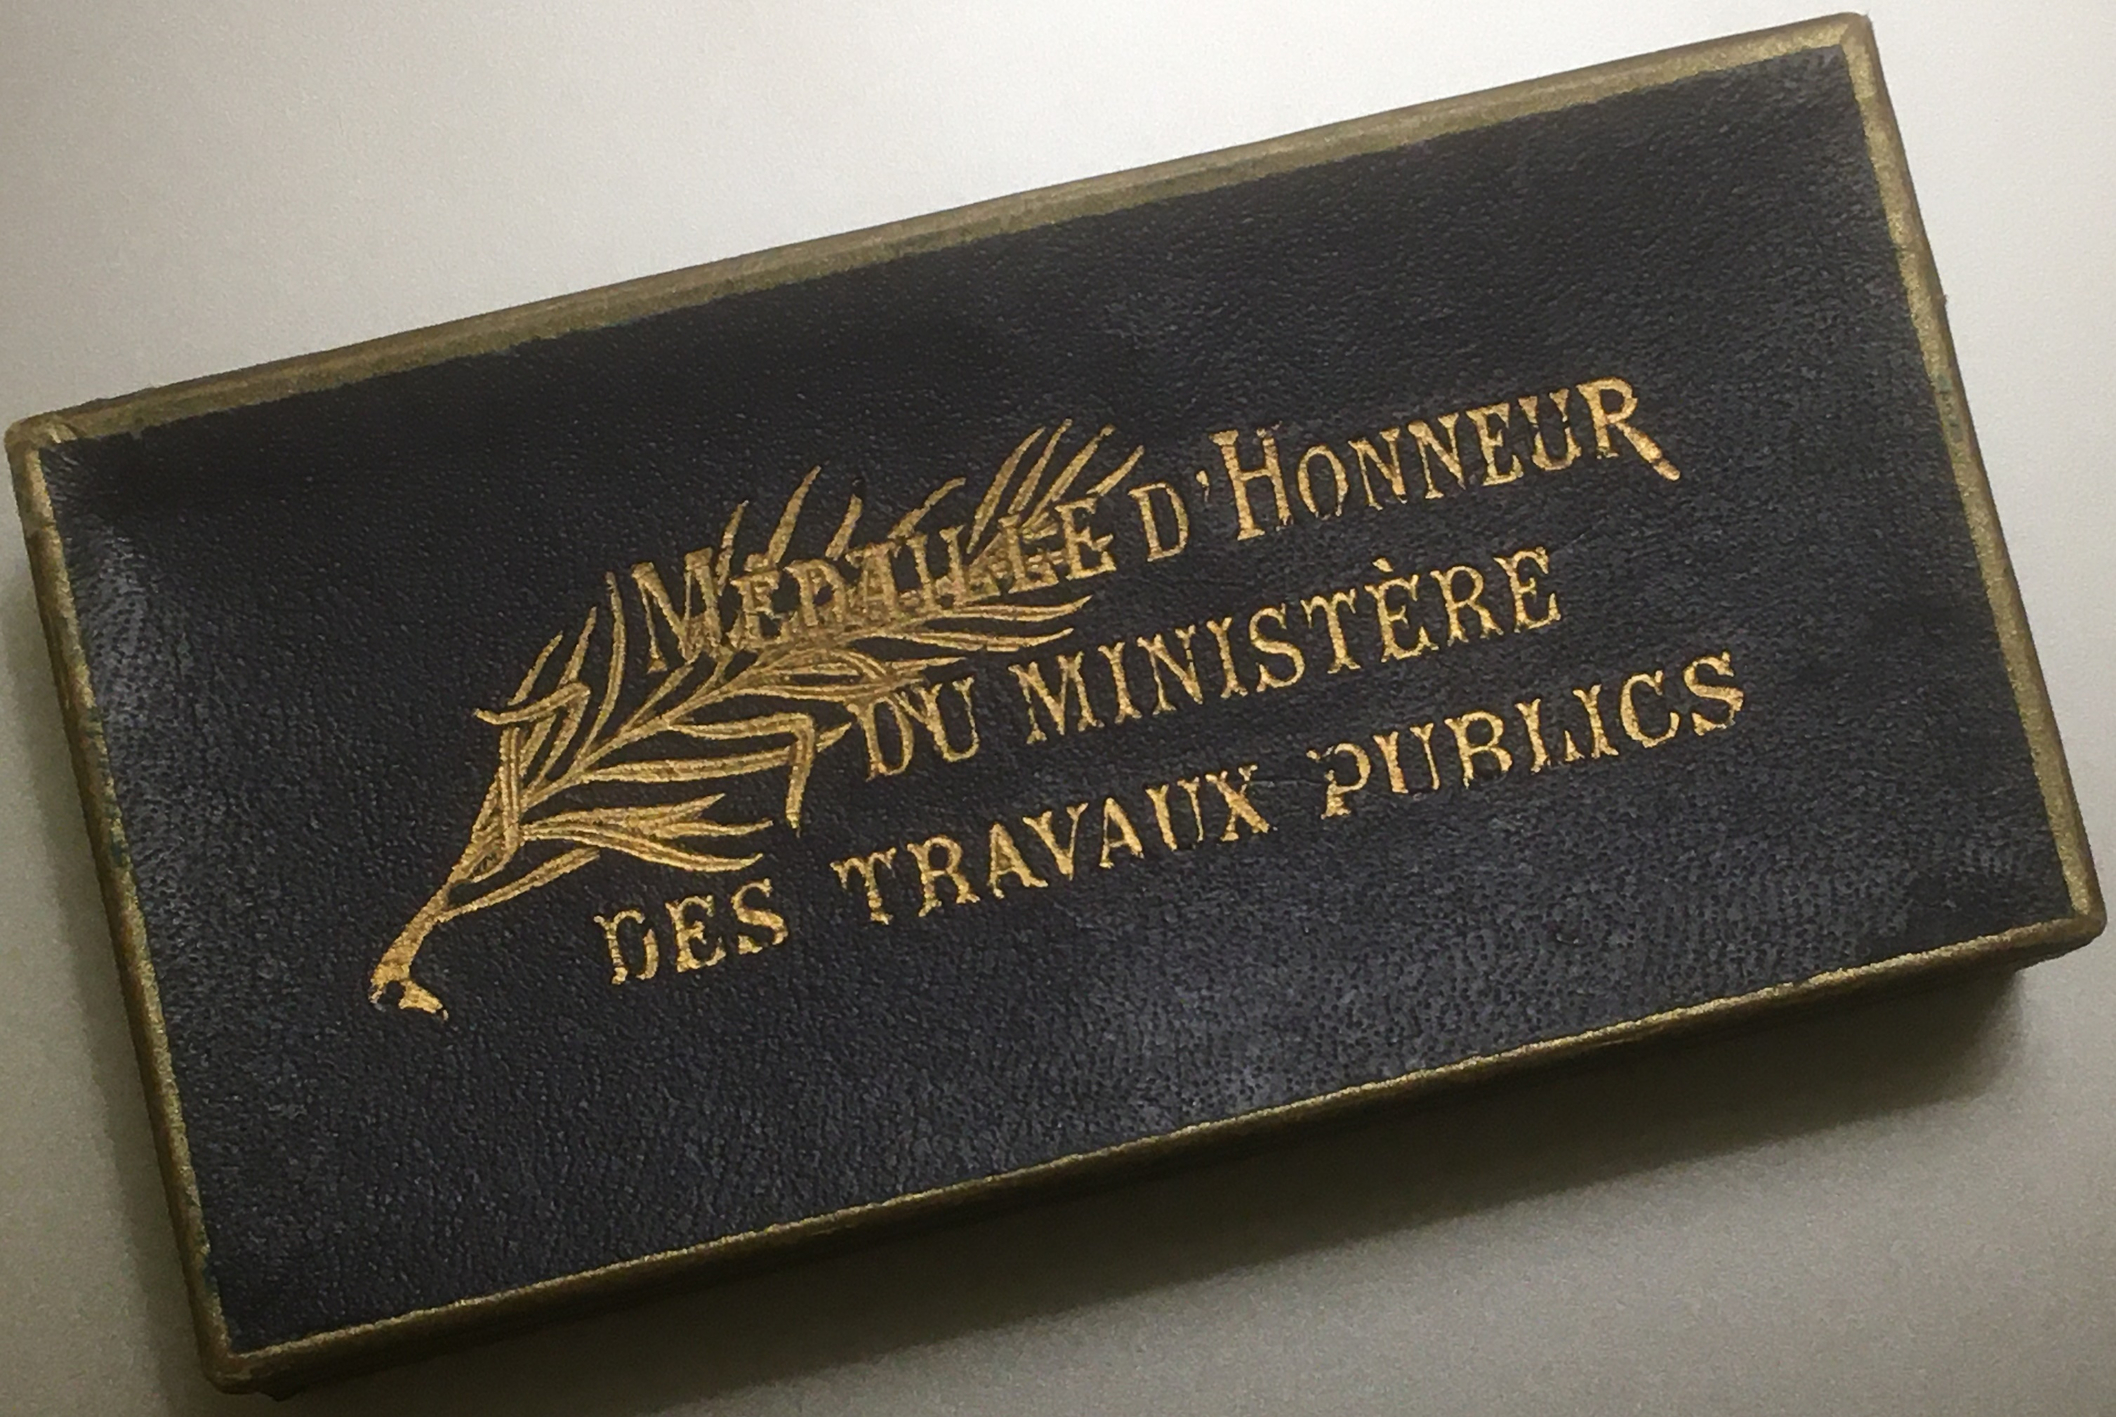 MÉDAILLE D'HONNEUR
DU MINISTÈRE
DES TRAVAUX PUBLICS